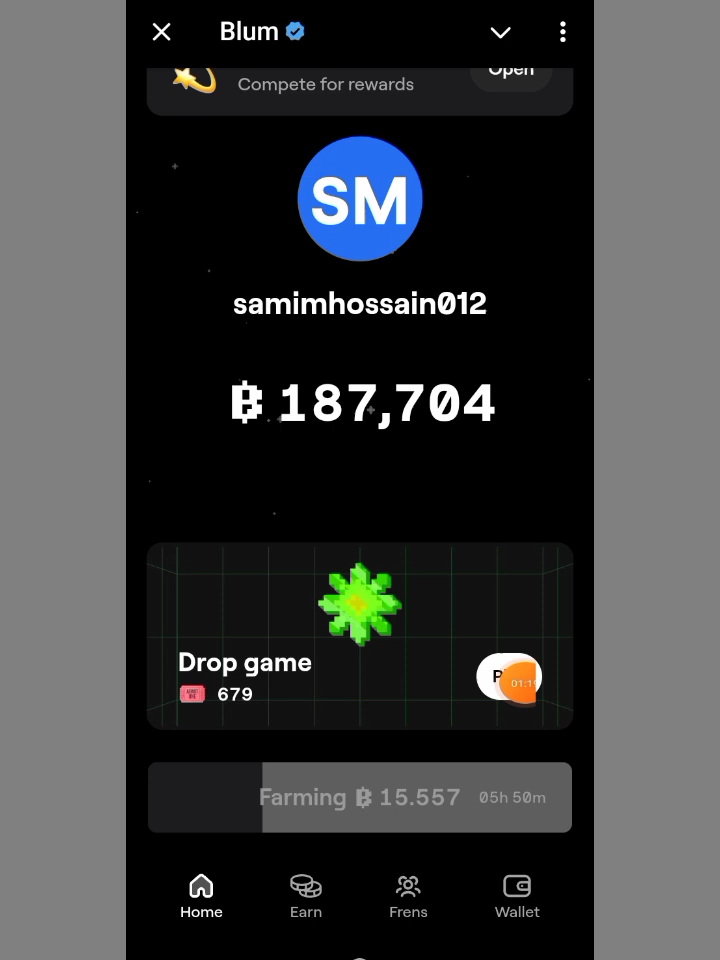 Blum
Open
Compete for rewards
SM
samimhossain012
187,704
Drop game
679
Farming 15.557 05h 50m
Home Earn Frens Wallet